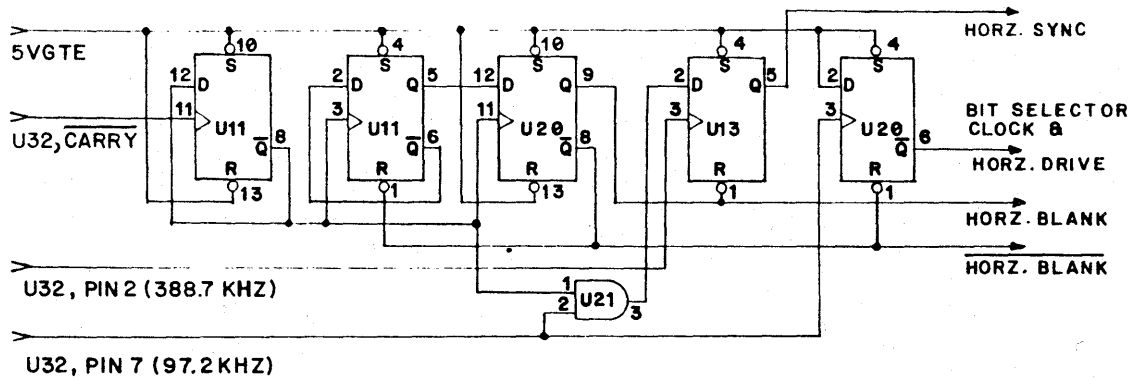 HORZ. SYNC
5VGTE
10 4 10 4 4
S S S S S
12 D 2 D Q 5 12 D Q 9 2 D Q 5 2 D
11 3 11 3 3
U11 U11 U20 U13 U20
Q 8 Q 6 Q 8 Q 6
R R R R R
13 1 13 1 1
U32, CARRY
BIT SELECTOR
CLOCK &
HORZ. DRIVE
HORZ. BLANK
HORZ. BLANK
U32, PIN 2 (388.7 KHZ)
1
2 U21 3
U32, PIN 7 (97.2 KHZ)